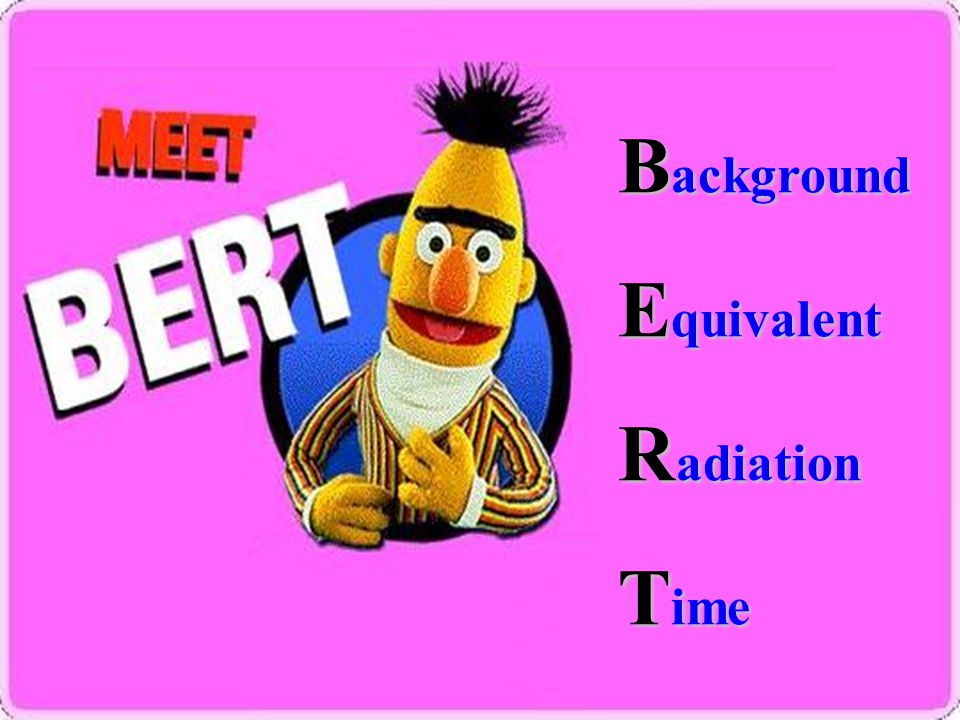 MEET
BERT
Background
Equivalent
Radiation
Time